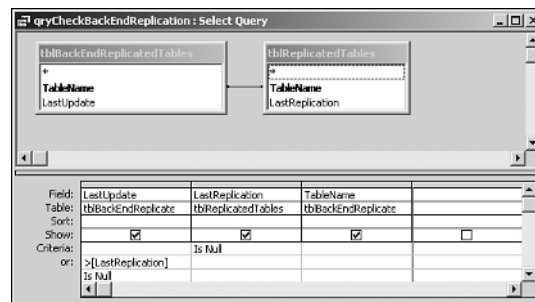 qryCheckBackEndReplication : Select Query
tblBackEndReplicatedTables
tblReplicatedTables
*
*
TableName
TableName
LastUpdate
LastReplication
Field: LastUpdate LastReplication TableName
Table: tblBackEndReplicate tblReplicatedTables tblBackEndReplicate
Sort:
Show:
Criteria: Is Null
or: >[LastReplication]
Is Null